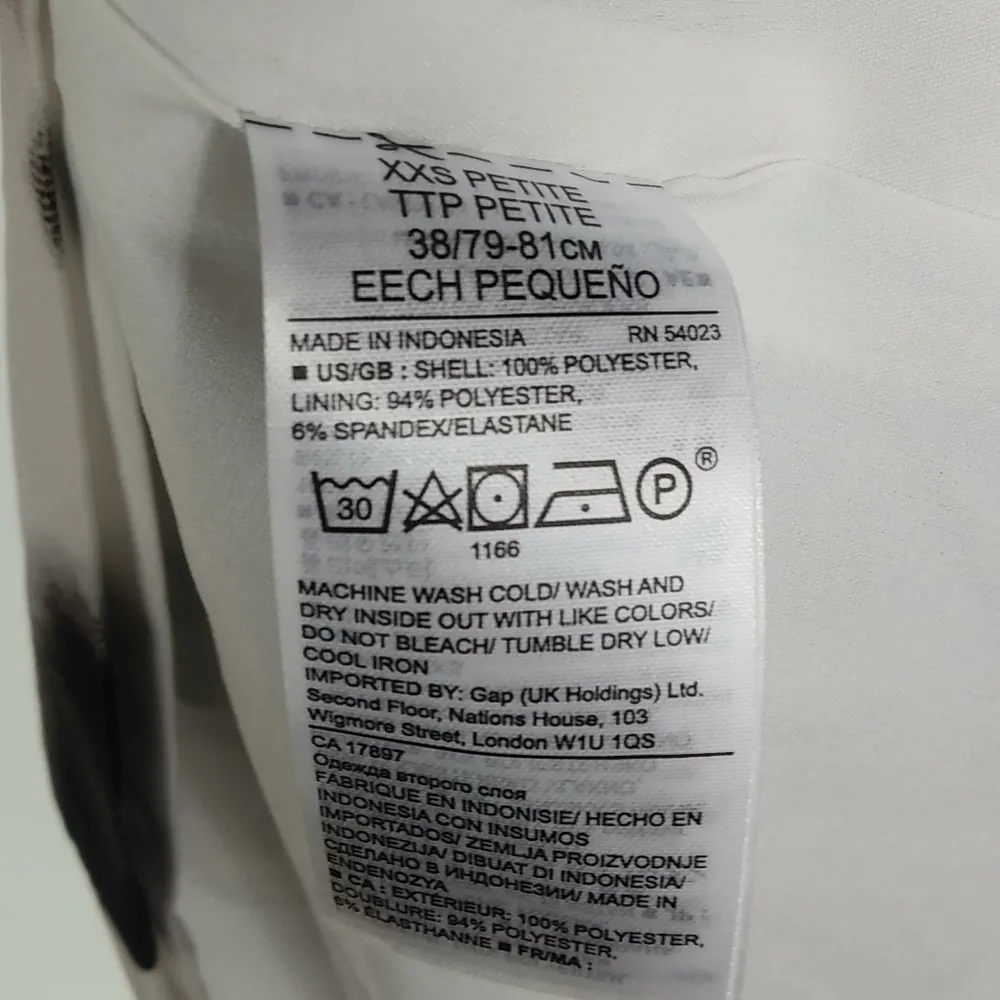 XXS PETITE
TTP PETITE
38/79-81CM
EECH PEQUEÑO
MADE IN INDONESIA RN 54023
■ US/GB : SHELL: 100% POLYESTER,
LINING: 94% POLYESTER,
6% SPANDEX/ELASTANE
30 P ®
1166
MACHINE WASH COLD/ WASH AND
DRY INSIDE OUT WITH LIKE COLORS/
DO NOT BLEACH/ TUMBLE DRY LOW/
COOL IRON
IMPORTED BY: Gap (UK Holdings) Ltd.
Second Floor, Nations House, 103
Wigmore Street, London W1U 1QS
CA 17897
Одежда второго слоя
FABRIQUE EN INDONISIE/ HECHO EN
INDONESIA CON INSUMOS
IMPORTADOS/ ZEMLJA PROIZVODNJE
INDONEZIJA/ DIBUAT DI INDONESIA/
СДЕЛАНО В ИНДОНЕЗИИ/ MADE IN
ENDENOZYA
■ CA : EXTÉRIEUR: 100% POLYESTER,
DOUBLURE: 94% POLYESTER,
6% ÉLASTHANNE ■ FR/MA :